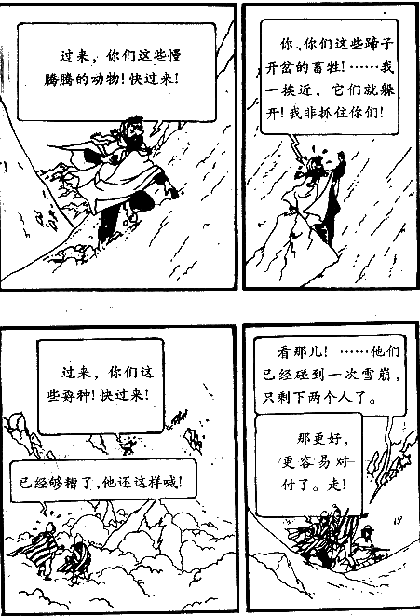 过来，你们这些慢
腾腾的动物！快过来！
你、你们这些蹄子
开岔的畜牲！……我
一挨近，它们就躲
开！我非抓住你们！
过来，你们这
些孬种！快过来！
已经够糟了，他还这样喊！
看那儿！……他们
已经碰到一次雪崩，
只剩下两个人了。
那更好，
更容易对
付了。走！